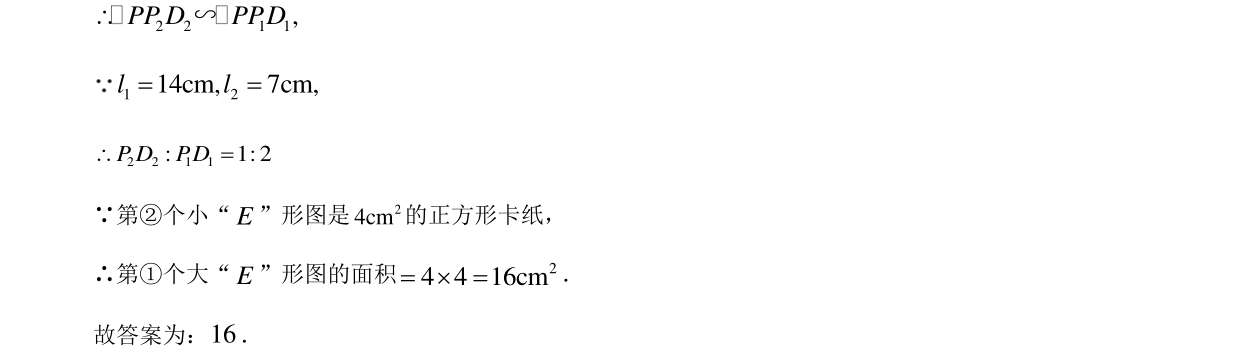 ∴□PP₂D₂∽□PP₁D₁,
∵l₁=14cm,l₂=7cm,
∴P₂D₂:P₁D₁=1:2
∵第②个小“E”形图是4cm²的正方形卡纸，
∴第①个大“E”形图的面积=4×4=16cm².
故答案为：16.